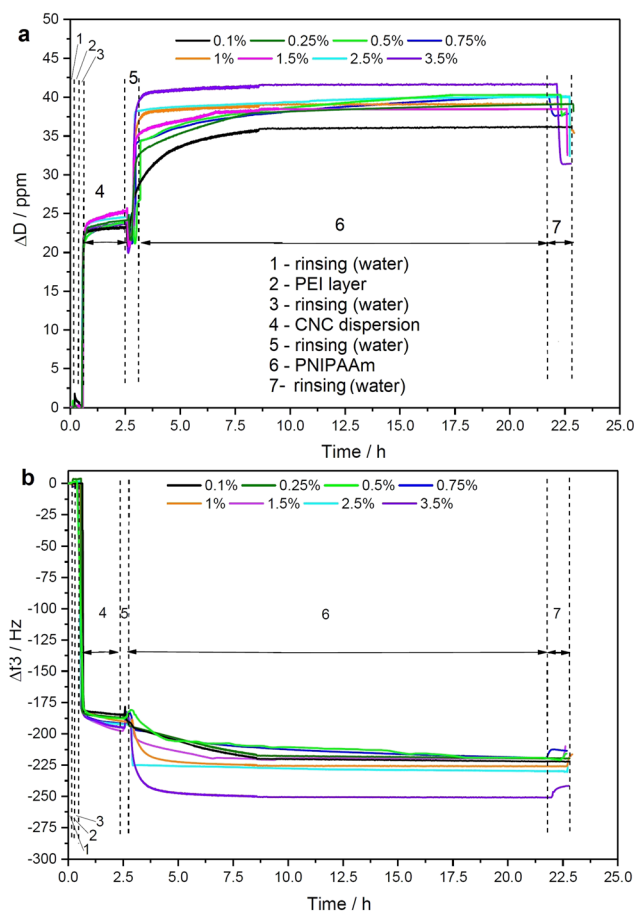 a
1
2
3
5
0.1% 0.25% 0.5% 0.75%
1% 1.5% 2.5% 3.5%
50
45
40
35
30
25
20
15
10
5
0
ΔD / ppm
4
6
7
1 - rinsing (water)
2 - PEI layer
3 - rinsing (water)
4 - CNC dispersion
5 - rinsing (water)
6 - PNIPAAm
7- rinsing (water)
0.0 2.5 5.0 7.5 10.0 12.5 15.0 17.5 20.0 22.5 25.0
Time / h
b
0.1% 0.25% 0.5% 0.75%
1% 1.5% 2.5% 3.5%
0
-25
-50
-75
-100
-125
-150
-175
-200
-225
-250
-275
-300
Δf3 / Hz
4 5 6 7
3
2
1
0.0 2.5 5.0 7.5 10.0 12.5 15.0 17.5 20.0 22.5 25.0
Time / h